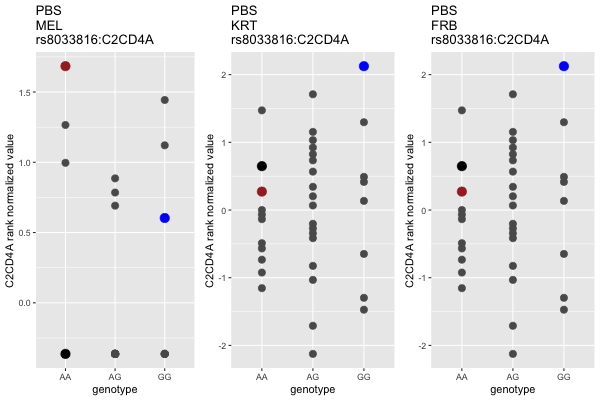 PBS
MEL
rs8033816:C2CD4A
C2CD4A rank normalized value
1.5
1.0
0.5
0.0
AA AG GG
genotype
PBS
KRT
rs8033816:C2CD4A
C2CD4A rank normalized value
2
1
0
-1
-2
AA AG GG
genotype
PBS
FRB
rs8033816:C2CD4A
C2CD4A rank normalized value
2
1
0
-1
-2
AA AG GG
genotype